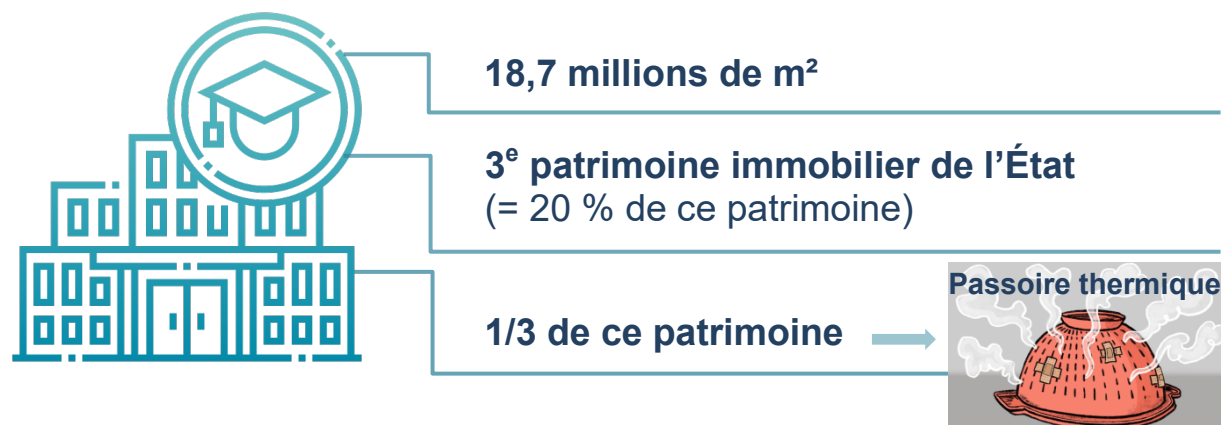 18,7 millions de m²
3ᵉ patrimoine immobilier de l’État
(= 20 % de ce patrimoine)
Passoire thermique
1/3 de ce patrimoine